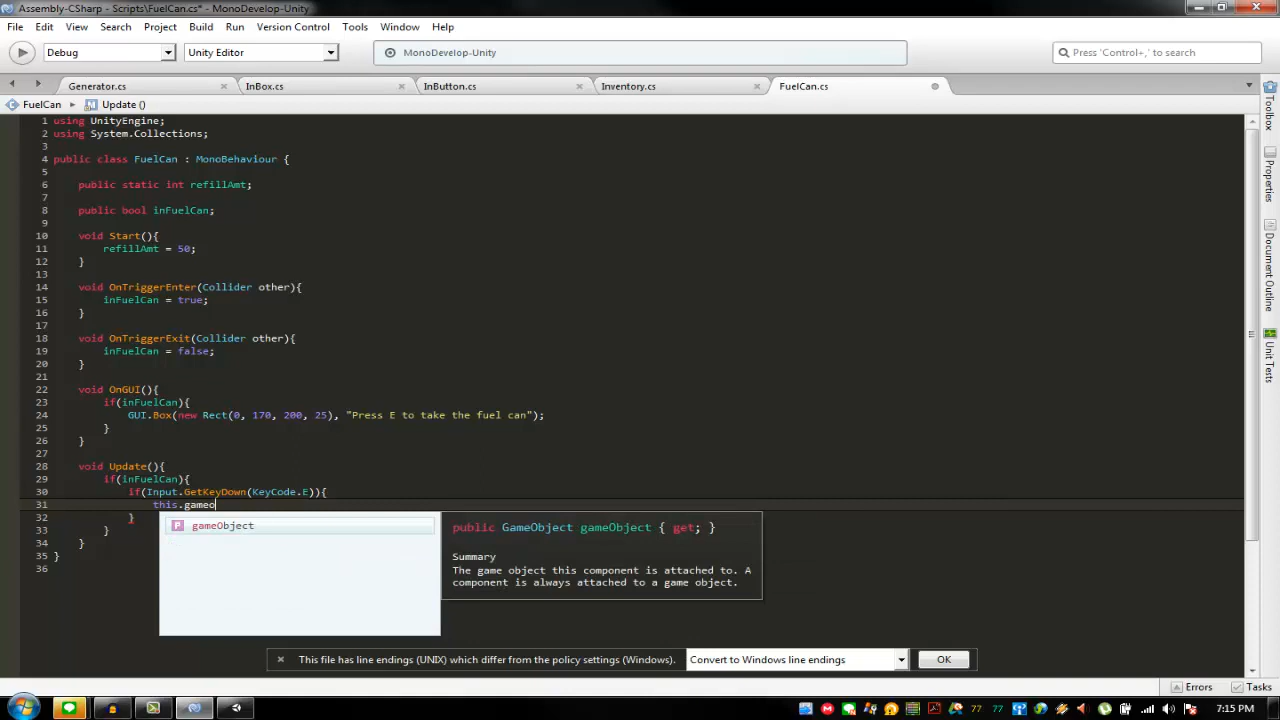 Assembly-CSharp - Scripts\FuelCan.cs* - MonoDevelop-Unity
File Edit View Search Project Build Run Version Control Tools Window Help
Debug Unity Editor MonoDevelop-Unity Press 'Control+,' to search
Generator.cs InBox.cs InButton.cs Inventory.cs FuelCan.cs
FuelCan Update ()
1 using UnityEngine;
2 using System.Collections;
3
4 public class FuelCan : MonoBehaviour {
5
6 public static int refillAmt;
7
8 public bool inFuelCan;
9
10 void Start(){
11 refillAmt = 50;
12 }
13
14 void OnTriggerEnter(Collider other){
15 inFuelCan = true;
16 }
17
18 void OnTriggerExit(Collider other){
19 inFuelCan = false;
20 }
21
22 void OnGUI(){
23 if(inFuelCan){
24 GUI.Box(new Rect(0, 170, 200, 25), "Press E to take the fuel can");
25 }
26 }
27
28 void Update(){
29 if(inFuelCan){
30 if(Input.GetKeyDown(KeyCode.E)){
31 this.gameo
32 }
33 }
34 }
35 }
36
gameObject
public GameObject gameObject { get; }
Summary
The game object this component is attached to. A
component is always attached to a game object.
This file has line endings (UNIX) which differ from the policy settings (Windows). Convert to Windows line endings OK
Toolbox
Properties
Document Outline
Unit Tests
Errors Tasks
77 77 7:15 PM